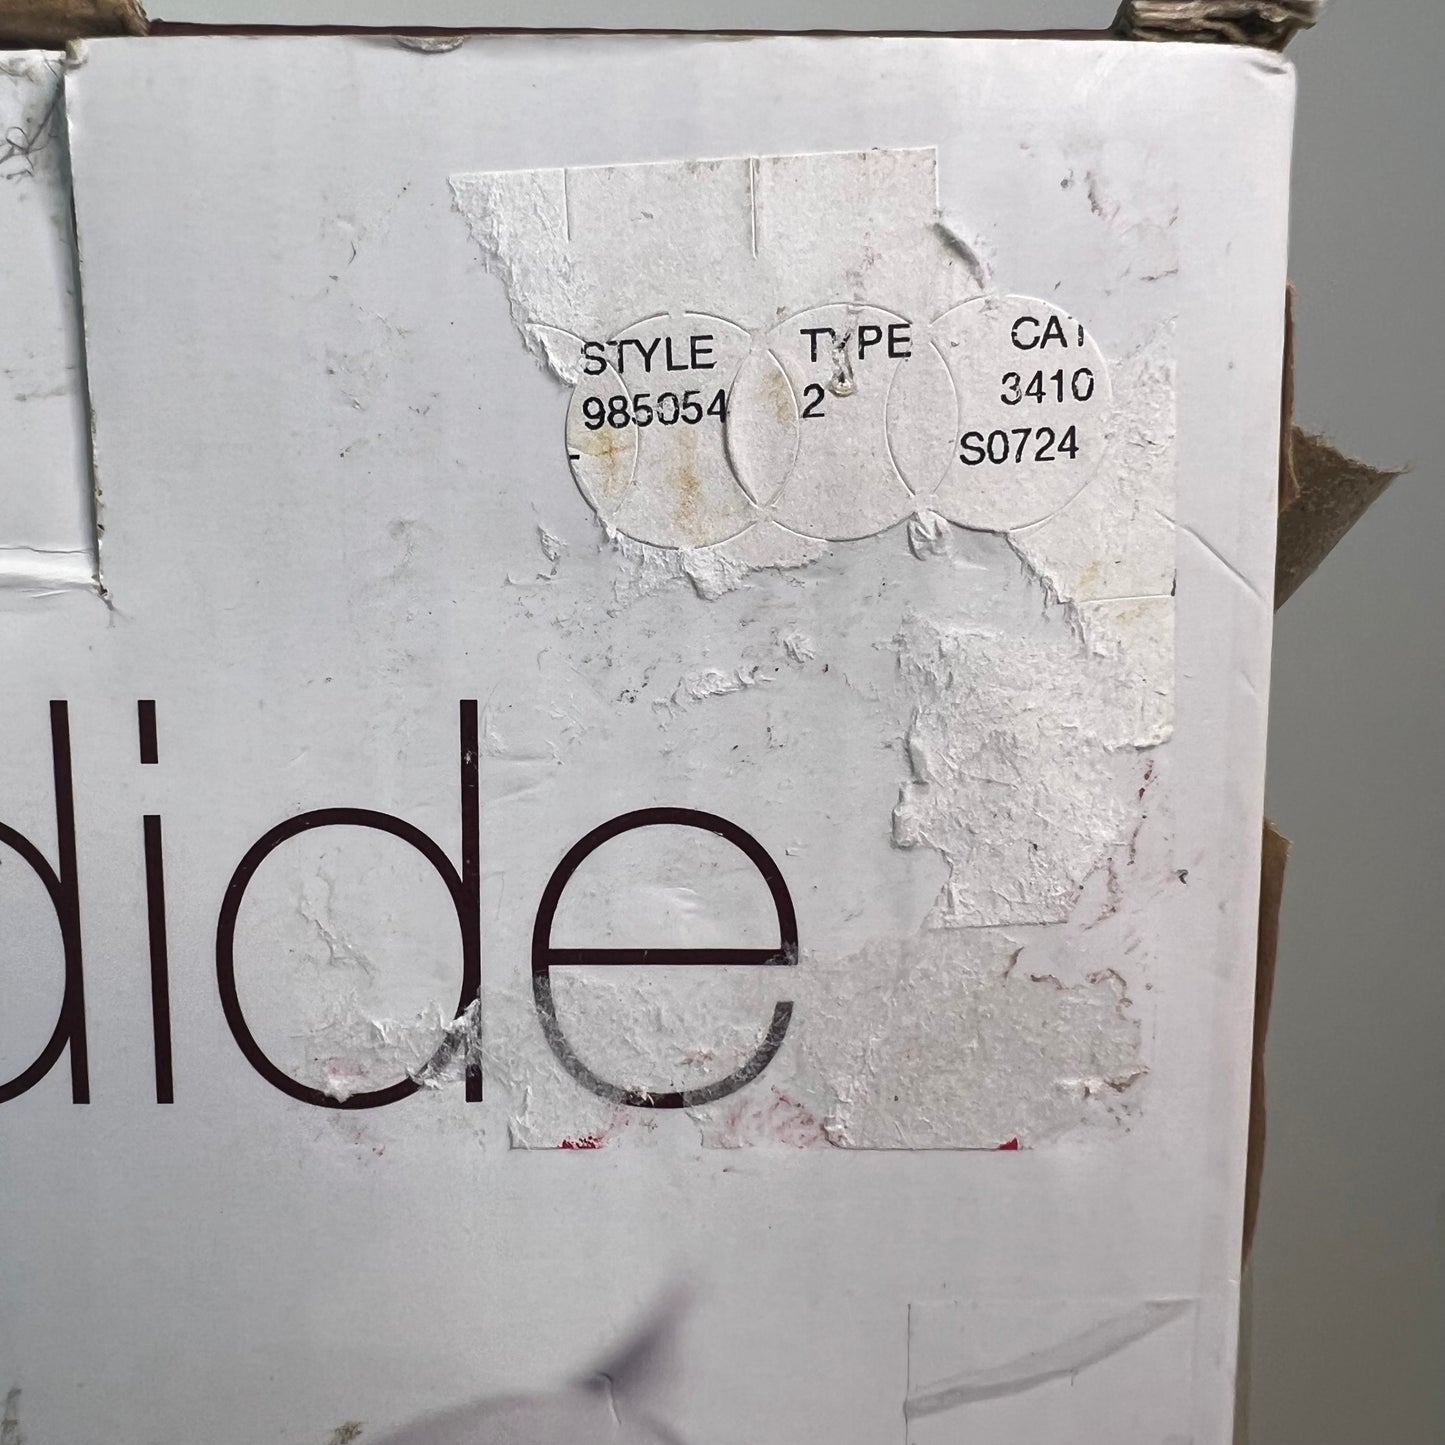 STYLE TYPE CAT
985054 2 3410
S0724
dide